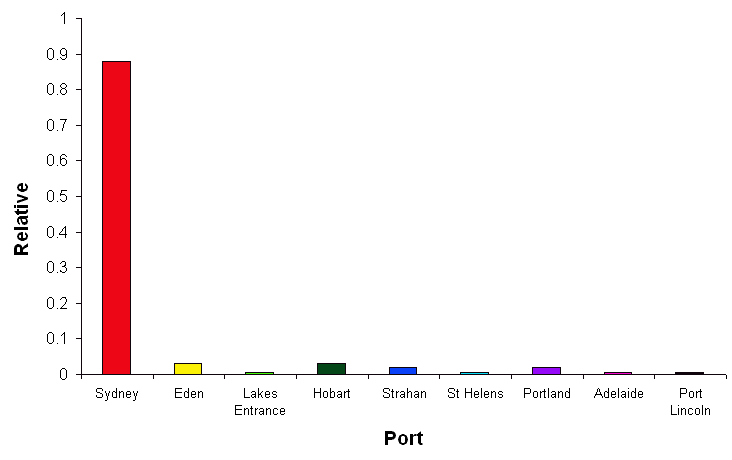 1
0.9
0.8
0.7
0.6
0.5
0.4
0.3
0.2
0.1
0
Relative
Sydney Eden Lakes Hobart Strahan St Helens Portland Adelaide Port
Entrance Lincoln
Port